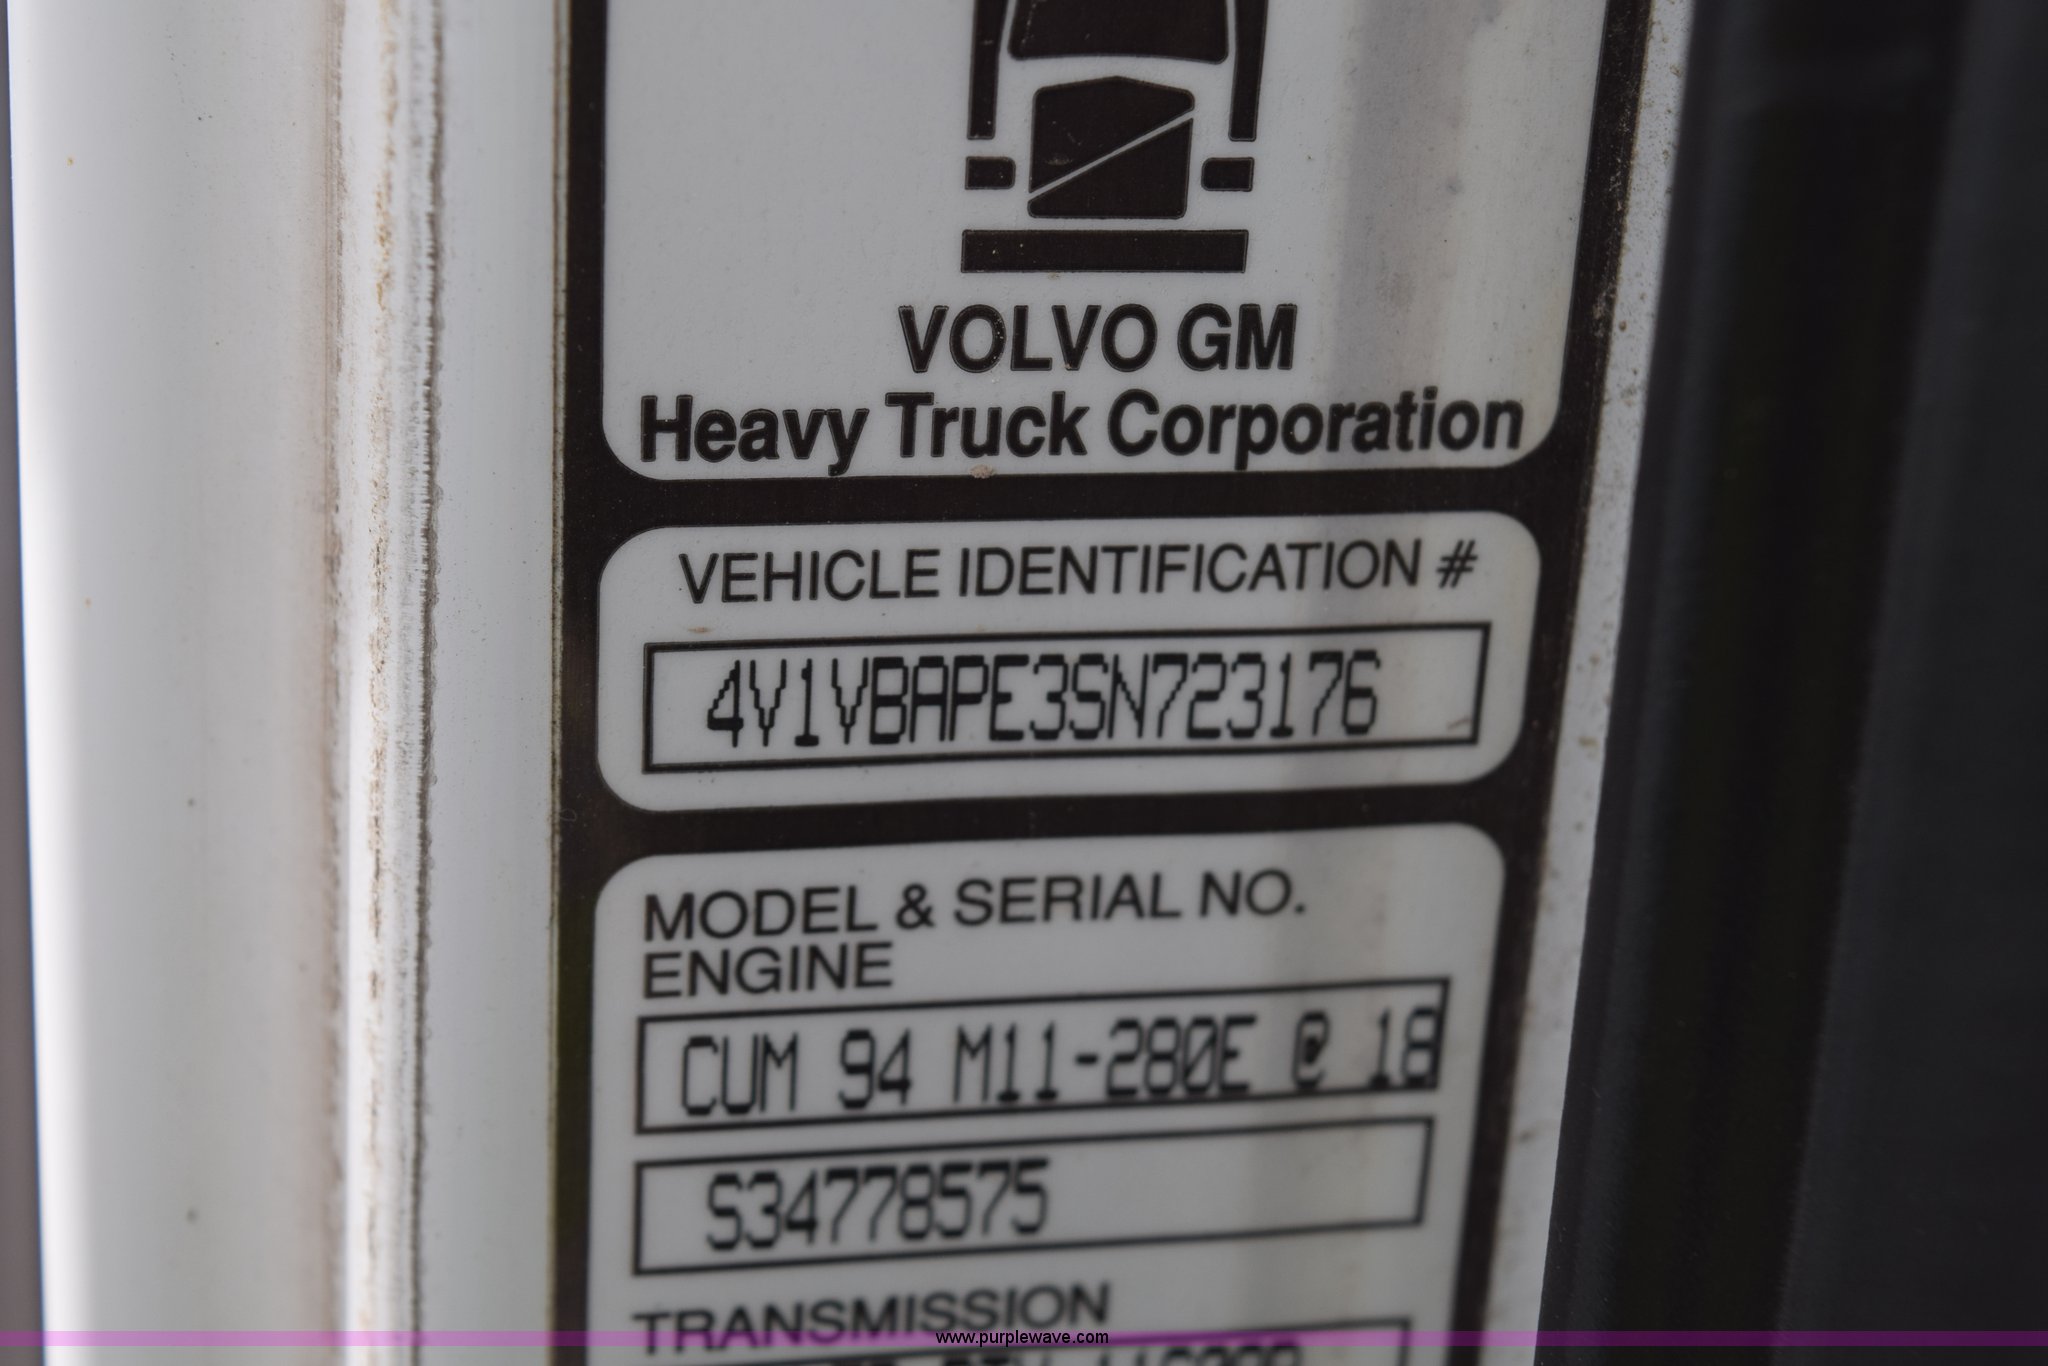 VOLVO GM
Heavy Truck Corporation
VEHICLE IDENTIFICATION #
4V1VBAPE3SN723176
MODEL & SERIAL NO.
ENGINE
CUM 94 M11-280E @ 18
S34778575
TRANSMISSION
www.purplewave.com